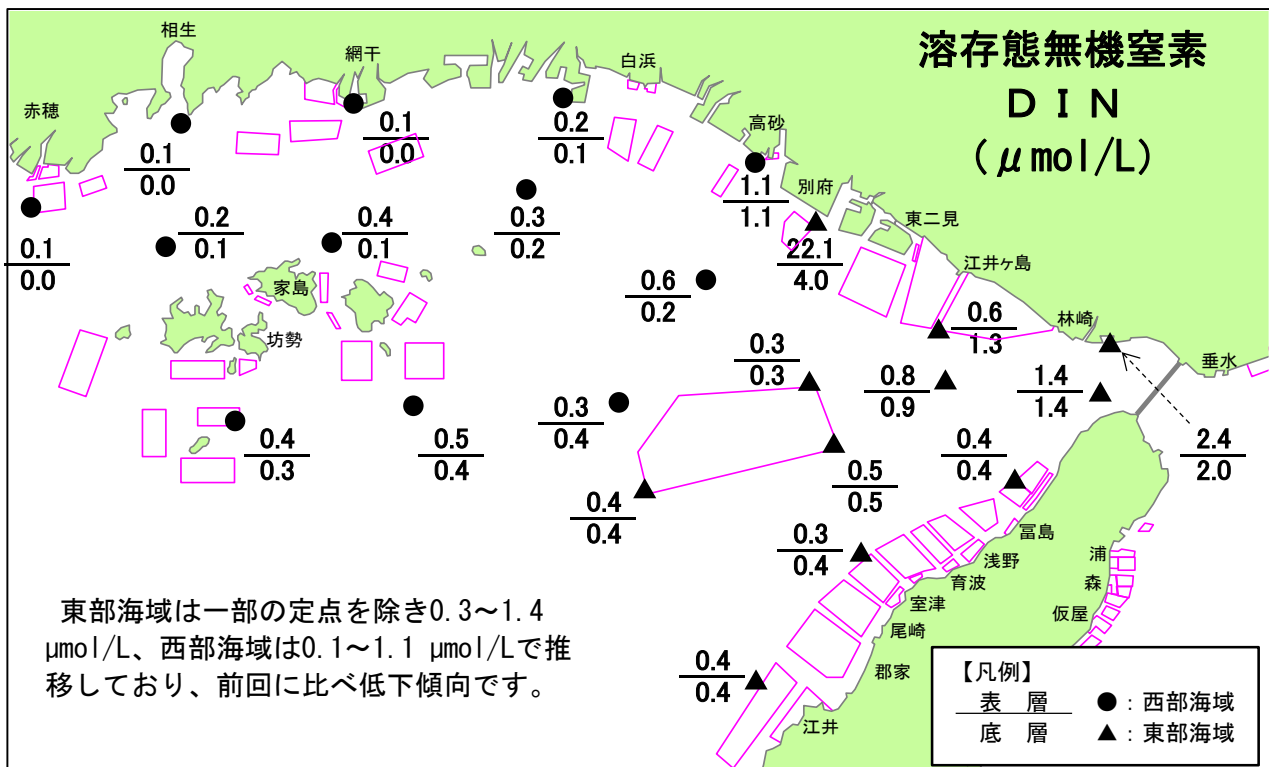 溶存態無機窒素
ＤＩＮ
(μmol/L)
相生
網干
白浜
赤穂
高砂
別府
東二見
江井ヶ島
林崎
垂水
家島
坊勢
0.1
0.0
0.1
0.0
0.2
0.1
1.1
1.1
0.1
0.0
0.2
0.1
0.4
0.1
0.3
0.2
22.1
4.0
0.6
0.2
0.6
1.3
0.3
0.3
0.8
0.9
1.4
1.4
2.4
2.0
0.4
0.3
0.5
0.4
0.3
0.4
0.5
0.5
0.4
0.4
0.4
0.4
0.3
0.4
0.4
0.4
冨島
浅野
育波
室津
尾崎
郡家
江井
浦
森
仮屋
東部海域は一部の定点を除き0.3～1.4
μmol/L、西部海域は0.1～1.1 μmol/Lで推
移しており、前回に比べ低下傾向です。
【凡例】
表　層　●：西部海域
底　層　▲：東部海域